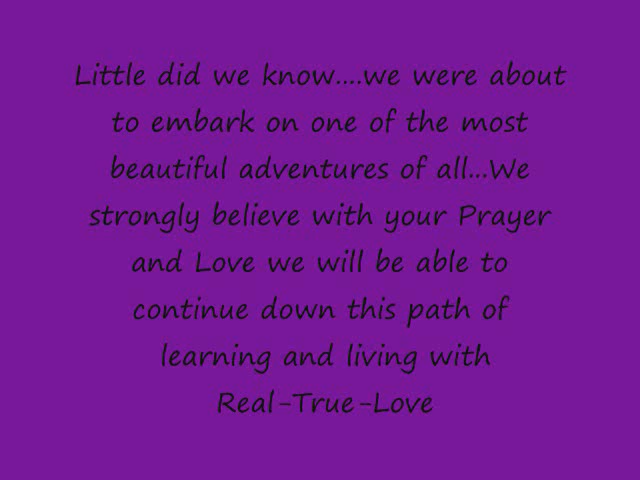 Little did we know....we were about
to embark on one of the most
beautiful adventures of all...We
strongly believe with your Prayer
and Love we will be able to
continue down this path of
learning and living with
Real-True-Love